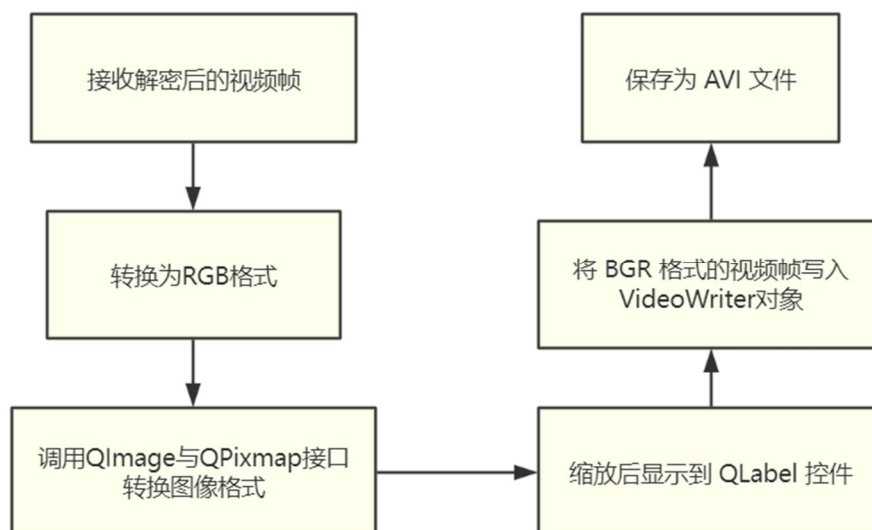 接收解密后的视频帧
转换为RGB格式
调用QImage与QPixmap接口
转换图像格式
缩放后显示到 QLabel 控件
将 BGR 格式的视频帧写入
VideoWriter对象
保存为 AVI 文件